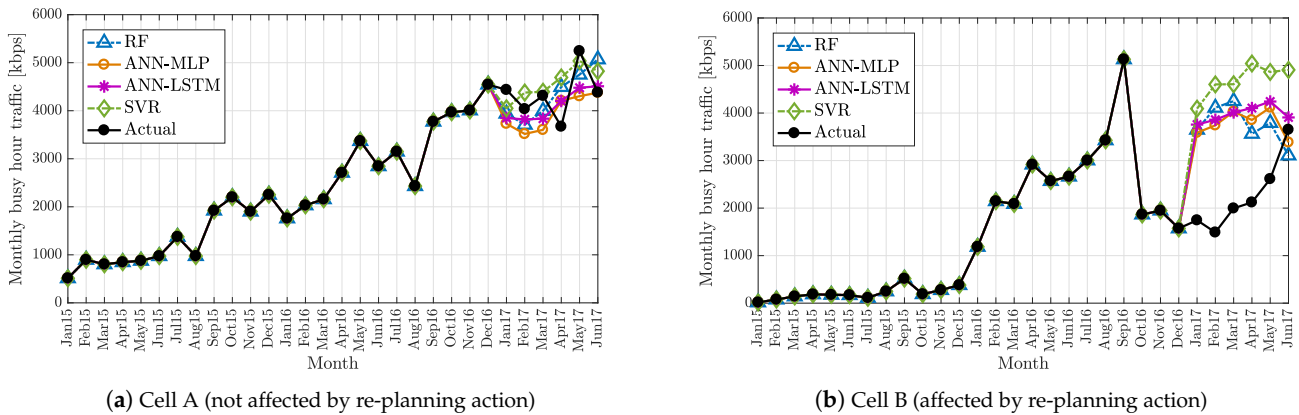 Monthly busy hour traffic [kbps]
6000
5000
4000
3000
2000
1000
0
RF
ANN-MLP
ANN-LSTM
SVR
Actual
Jan15
Feb15
Mar15
Apr15
May15
Jun15
Jul15
Aug15
Sep15
Oct15
Nov15
Dec15
Jan16
Feb16
Mar16
Apr16
May16
Jun16
Jul16
Aug16
Sep16
Oct16
Nov16
Dec16
Jan17
Feb17
Mar17
Apr17
May17
Jun17
Month
(a) Cell A (not affected by re-planning action)
Monthly busy hour traffic [kbps]
6000
5000
4000
3000
2000
1000
0
RF
ANN-MLP
ANN-LSTM
SVR
Actual
Jan15
Feb15
Mar15
Apr15
May15
Jun15
Jul15
Aug15
Sep15
Oct15
Nov15
Dec15
Jan16
Feb16
Mar16
Apr16
May16
Jun16
Jul16
Aug16
Sep16
Oct16
Nov16
Dec16
Jan17
Feb17
Mar17
Apr17
May17
Jun17
Month
(b) Cell B (affected by re-planning action)